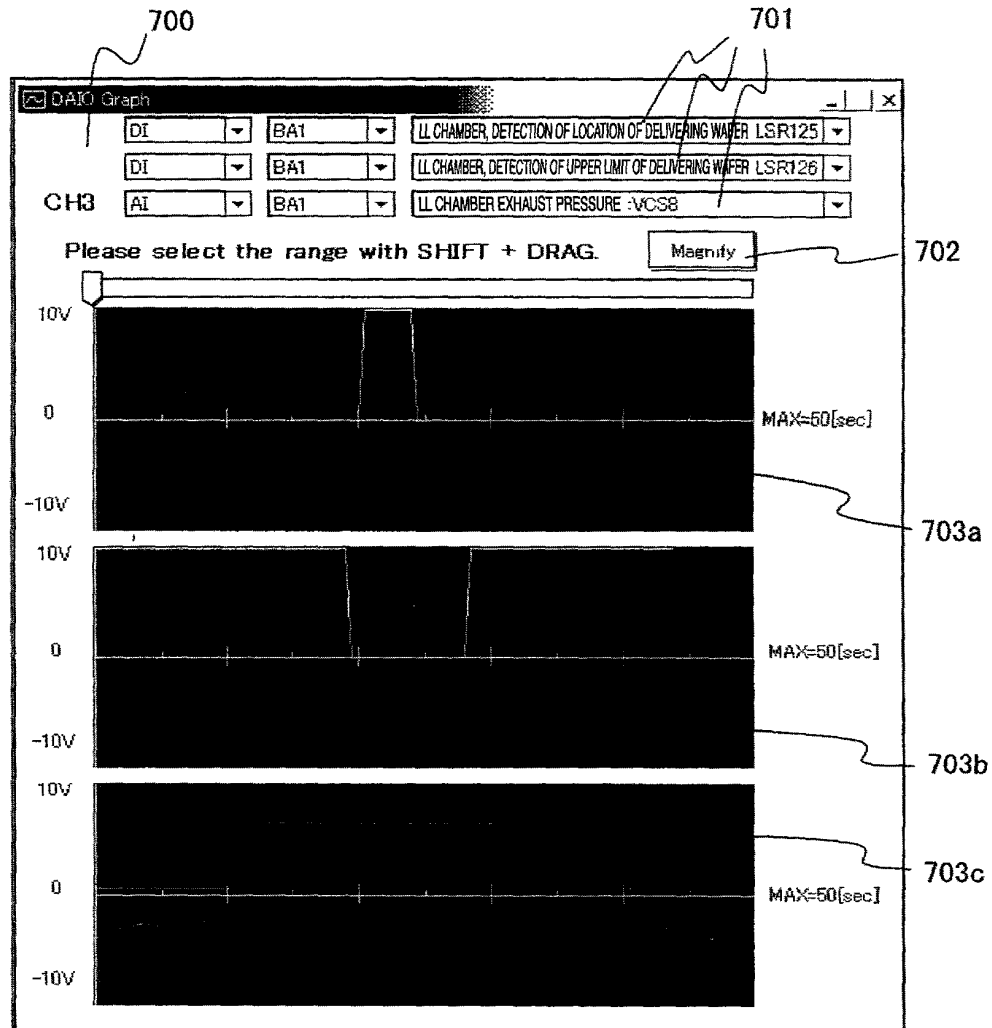 700
701
DAIO Graph
DI BA1 LL CHAMBER, DETECTION OF LOCATION OF DELIVERING WAFER LSR125
DI BA1 LL CHAMBER, DETECTION OF UPPER LIMIT OF DELIVERING WAFER LSR126
CH3 AI BA1 LL CHAMBER EXHAUST PRESSURE :VCS8
Please select the range with SHIFT + DRAG. Magnify
702
10V
0
MAX=50[sec]
-10V
703a
10V
0
MAX=50[sec]
-10V
703b
10V
703c
0
MAX=50[sec]
-10V